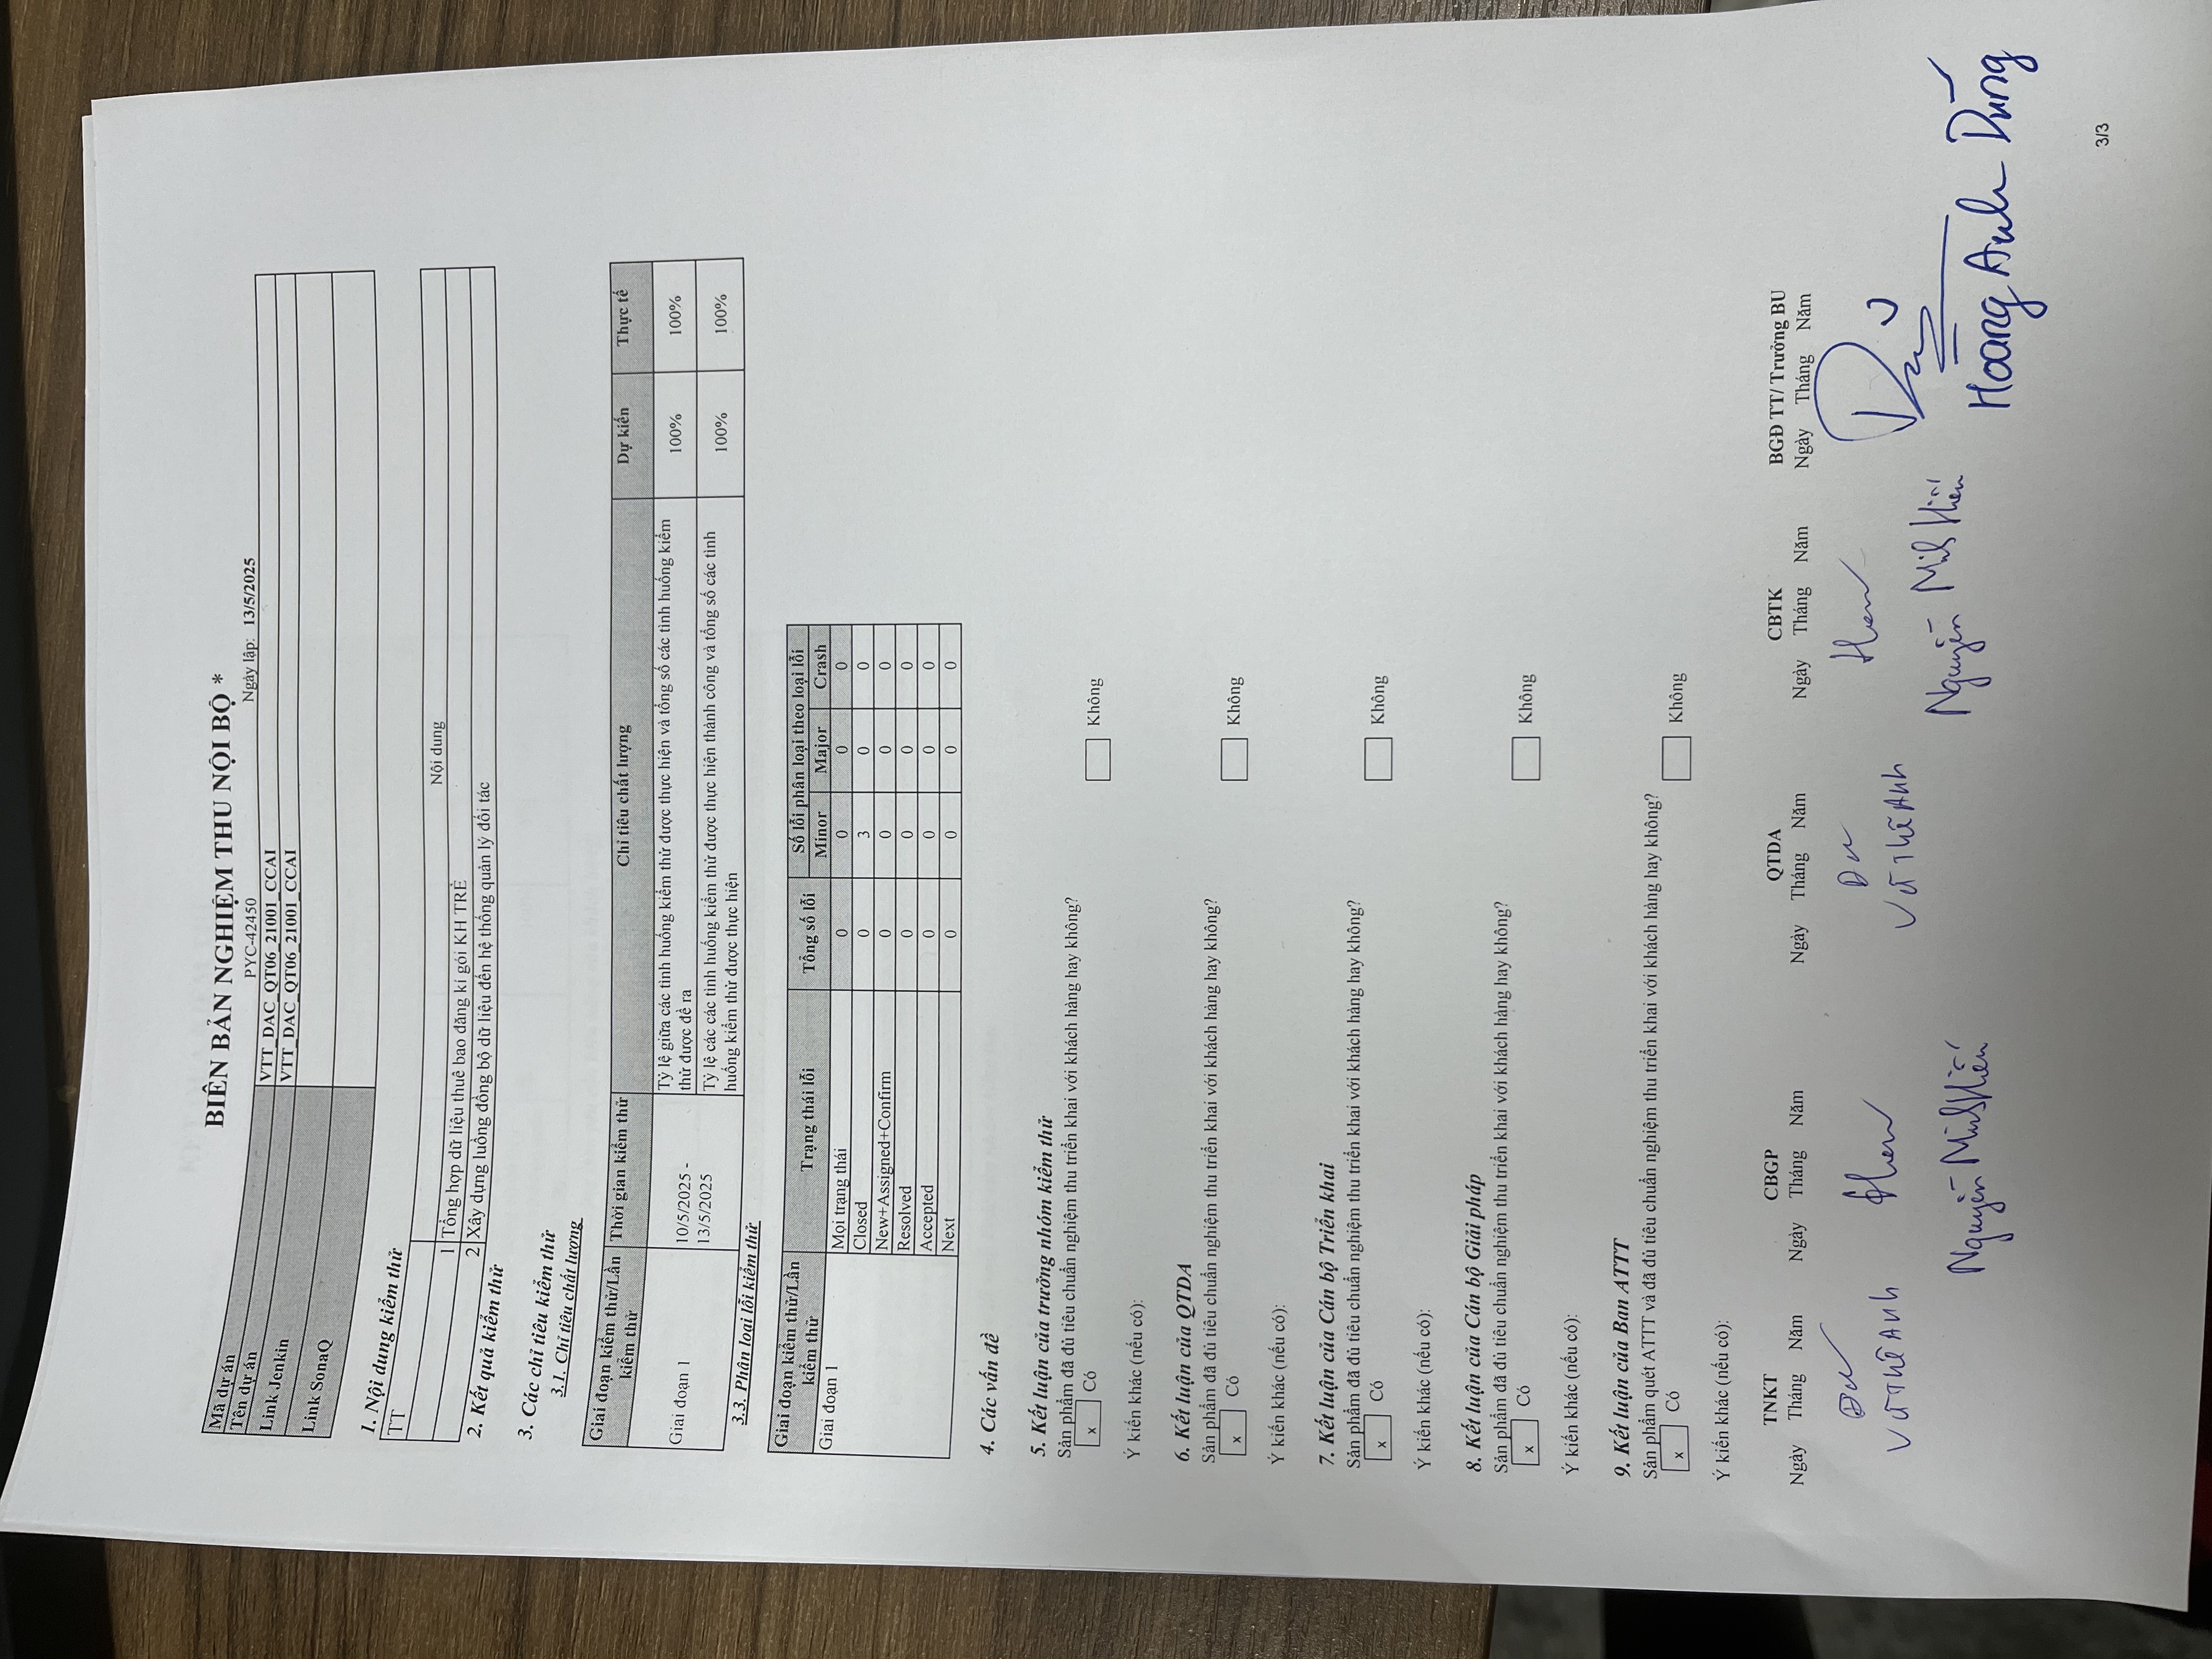 BIÊN BẢN NGHIỆM THU NỘI BỘ *
PYC-42450 Ngày lập: 13/5/2025
Mã dự án VTT_DAC_QT06_21001_CCAI
Tên dự án VTT_DAC_QT06_21001_CCAI
Link Jenkin
Link SonaQ
1. Nội dung kiểm thử
TT Nội dung
1 Tổng hợp dữ liệu thuê bao đăng kí gói KH TRẺ
2 Xây dựng luồng đồng bộ dữ liệu đến hệ thống quản lý đối tác
2. Kết quả kiểm thử
3. Các chỉ tiêu kiểm thử
3.1. Chỉ tiêu chất lượng
Giai đoạn kiểm thử/Lần kiểm thử Thời gian kiểm thử Chỉ tiêu chất lượng Dự kiến Thực tế
Giai đoạn 1 10/5/2025 - 13/5/2025
Tỷ lệ giữa các tình huống kiểm thử được thực hiện và tổng số các tình huống kiểm
thử được đề ra 100% 100%
Tỷ lệ các các tình huống kiểm thử được thực hiện thành công và tổng số các tình
huống kiểm thử được thực hiện 100% 100%
3.3. Phân loại lỗi kiểm thử
Giai đoạn kiểm thử/Lần kiểm thử Trạng thái lỗi Tổng số lỗi Số lỗi phân loại theo loại lỗi
Minor Major Crash
Giai đoạn 1 Mọi trạng thái 0 0 0 0
Closed 0 3 0 0
New+Assigned+Confirm 0 0 0 0
Resolved 0 0 0 0
Accepted 0 0 0 0
Next 0 0 0 0
4. Các vấn đề
5. Kết luận của trưởng nhóm kiểm thử
Sản phẩm đã đủ tiêu chuẩn nghiệm thu triển khai với khách hàng hay không?
x Có Không
Ý kiến khác (nếu có):
6. Kết luận của QTDA
Sản phẩm đã đủ tiêu chuẩn nghiệm thu triển khai với khách hàng hay không?
x Có Không
Ý kiến khác (nếu có):
7. Kết luận của Cán bộ Triển khai
Sản phẩm đã đủ tiêu chuẩn nghiệm thu triển khai với khách hàng hay không?
x Có Không
Ý kiến khác (nếu có):
8. Kết luận của Cán bộ Giải pháp
Sản phẩm đã đủ tiêu chuẩn nghiệm thu triển khai với khách hàng hay không?
x Có Không
Ý kiến khác (nếu có):
9. Kết luận của Ban ATTT
Sản phẩm quét ATTT và đã đủ tiêu chuẩn nghiệm thu triển khai với khách hàng hay không?
x Có Không
Ý kiến khác (nếu có):
TNKT CBGP QTDA CBTK BGĐ TT/ Trưởng BU
Ngày Tháng Năm Ngày Tháng Năm Ngày Tháng Năm Ngày Tháng Năm Ngày Tháng Năm
Vũ Thế Anh Vũ Thế Anh
Nguyễn Minh Hiếu Nguyễn Minh Hiếu
Hoàng Anh Dũng
3/3